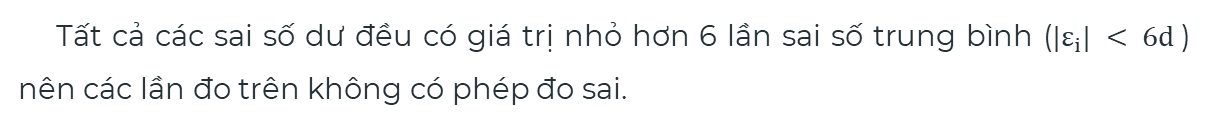 Tất cả các sai số dư đều có giá trị nhỏ hơn 6 lần sai số trung bình (|εᵢ| < 6d)
nên các lần đo trên không có phép đo sai.